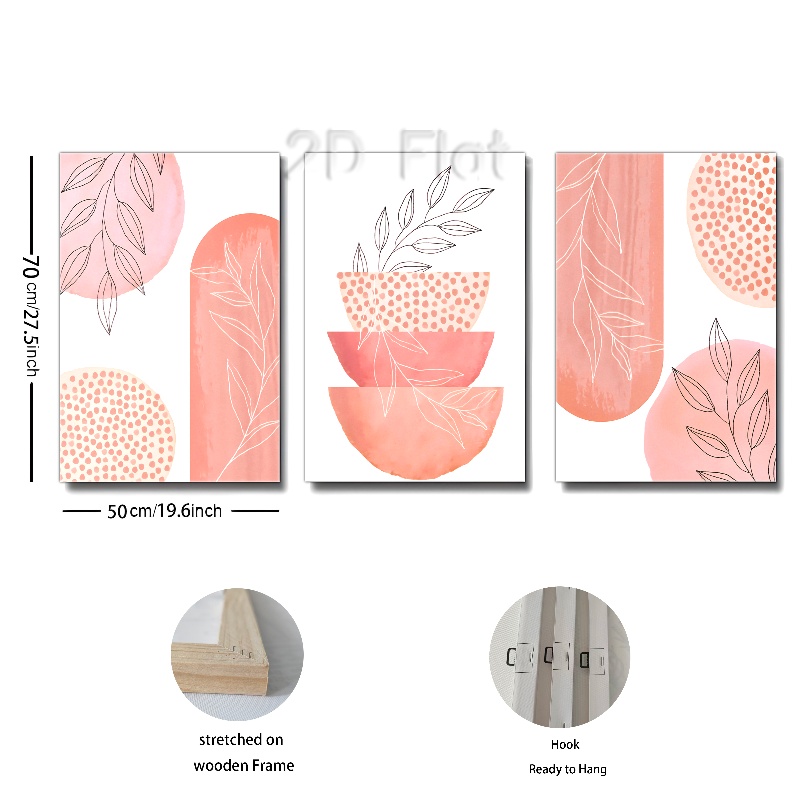 2D Flat
70 cm/27.5inch
50 cm/19.6inch
stretched on
wooden Frame
Hook
Ready to Hang